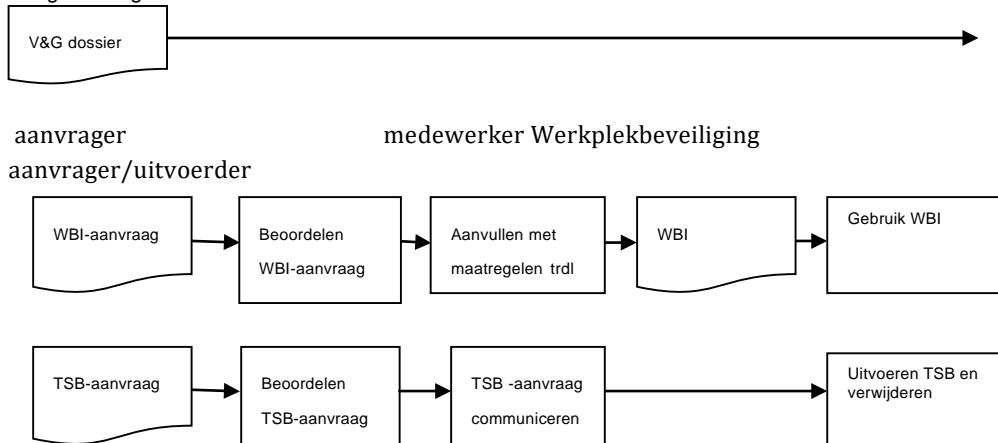 V&G dossier
aanvrager medewerker Werkplekbeveiliging
aanvrager/uitvoerder
WBI-aanvraag
Beoordelen
WBI-aanvraag
Aanvullen met
maatregelen trdl
WBI
Gebruik WBI
TSB-aanvraag
Beoordelen
TSB-aanvraag
TSB -aanvraag
communiceren
Uitvoeren TSB en
verwijderen